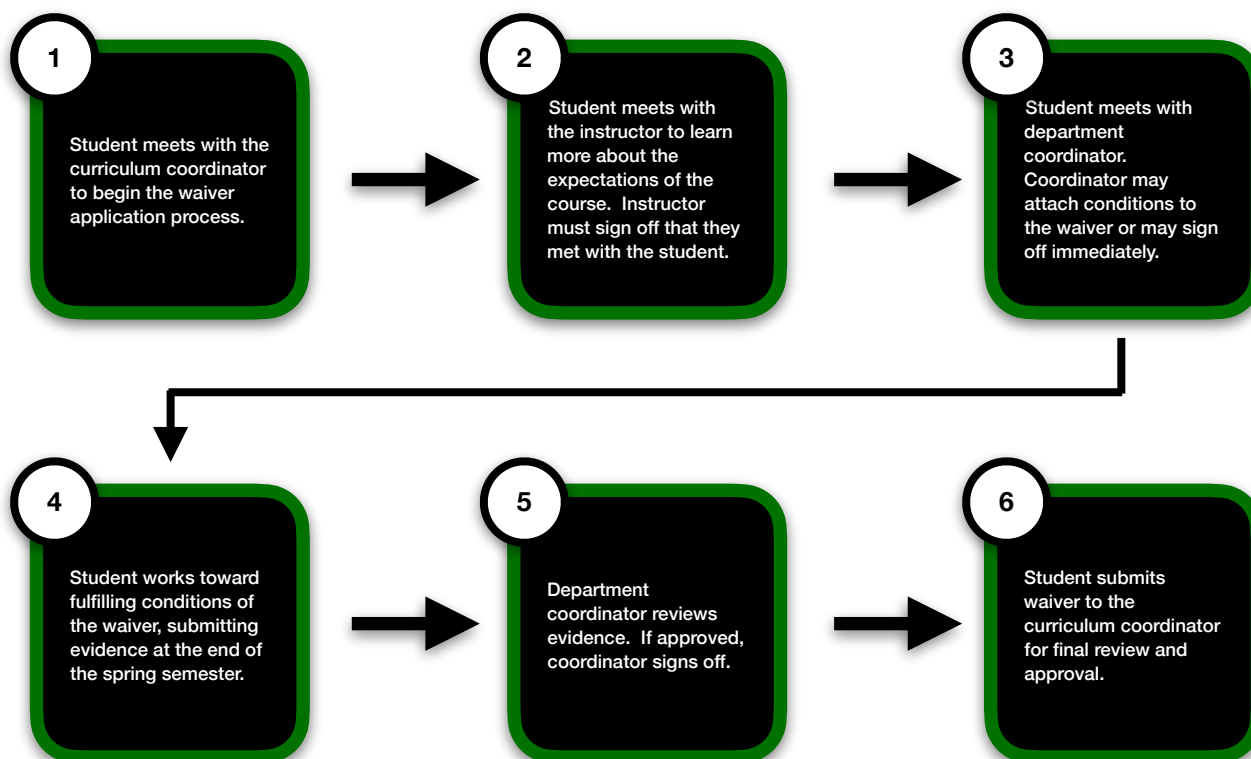 1
Student meets with the
curriculum coordinator
to begin the waiver
application process.
2
Student meets with
the instructor to learn
more about the
expectations of the
course.  Instructor
must sign off that they
met with the student.
3
Student meets with
department
coordinator.
Coordinator may
attach conditions to
the waiver or may sign
off immediately.
4
Student works toward
fulfilling conditions of
the waiver, submitting
evidence at the end of
the spring semester.
5
Department
coordinator reviews
evidence.  If approved,
coordinator signs off.
6
Student submits
waiver to the
curriculum coordinator
for final review and
approval.